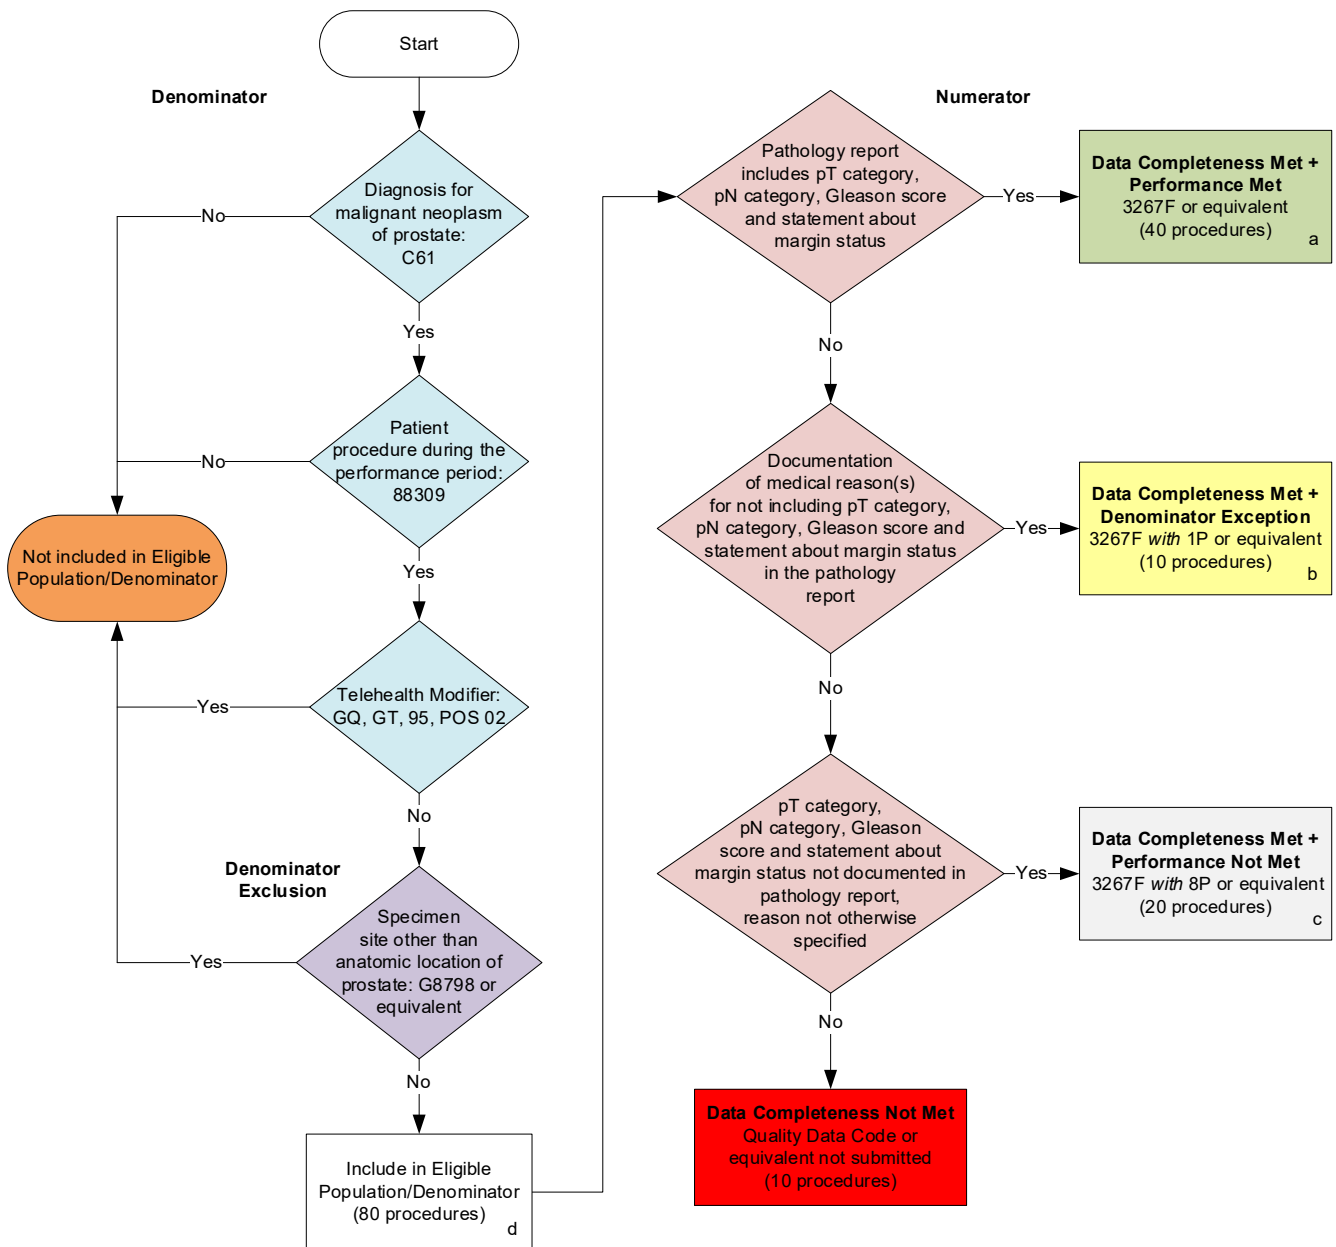 Start
Denominator
Diagnosis for
malignant neoplasm
of prostate:
C61
No
Yes
Patient
procedure during the
performance period:
88309
No
Not included in Eligible
Population/Denominator
Yes
Telehealth Modifier:
GQ, GT, 95, POS 02
Yes
No
Denominator
Exclusion
Specimen
site other than
anatomic location of
prostate: G8798 or
equivalent
Yes
No
Include in Eligible
Population/Denominator
(80 procedures)
d
Numerator
Pathology report
includes pT category,
pN category, Gleason score
and statement about
margin status
Yes
Data Completeness Met +
Performance Met
3267F or equivalent
(40 procedures)
a
No
Documentation
of medical reason(s)
for not including pT category,
pN category, Gleason score and
statement about margin status
in the pathology
report
Yes
Data Completeness Met +
Denominator Exception
3267F with 1P or equivalent
(10 procedures)
b
No
pT category,
pN category, Gleason
score and statement about
margin status not documented in
pathology report,
reason not otherwise
specified
Yes
Data Completeness Met +
Performance Not Met
3267F with 8P or equivalent
(20 procedures)
c
No
Data Completeness Not Met
Quality Data Code or
equivalent not submitted
(10 procedures)